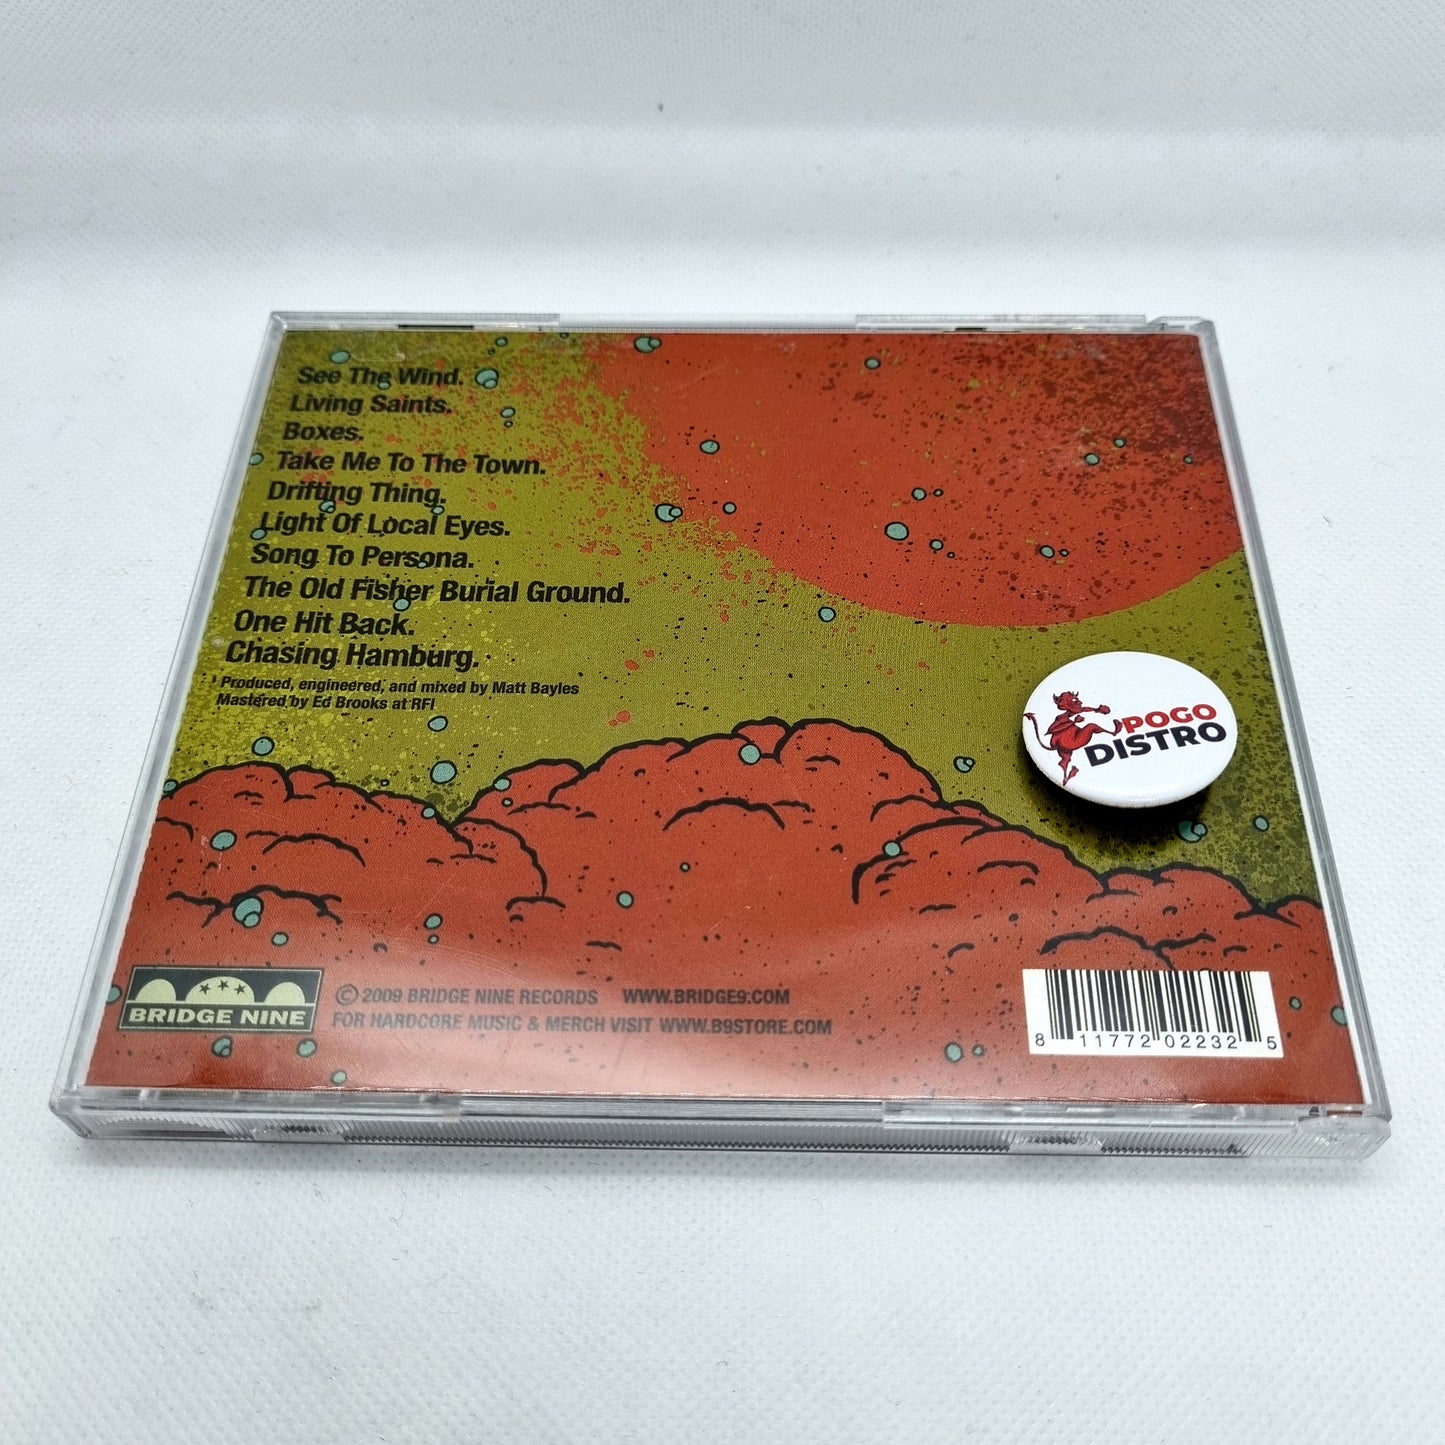 See The Wind.
Living Saints.
Boxes.
Take Me To The Town.
Drifting Thing.
Light Of Local Eyes.
Song To Persona.
The Old Fisher Burial Ground.
One Hit Back.
Chasing Hamburg.
Produced, engineered, and mixed by Matt Bayles
Mastered by Ed Brooks at RFI
POGO
DISTRO
BRIDGE NINE
© 2009 BRIDGE NINE RECORDS WWW.BRIDGE9.COM
FOR HARDCORE MUSIC & MERCH VISIT WWW.B9STORE.COM
8 11772 02232 5